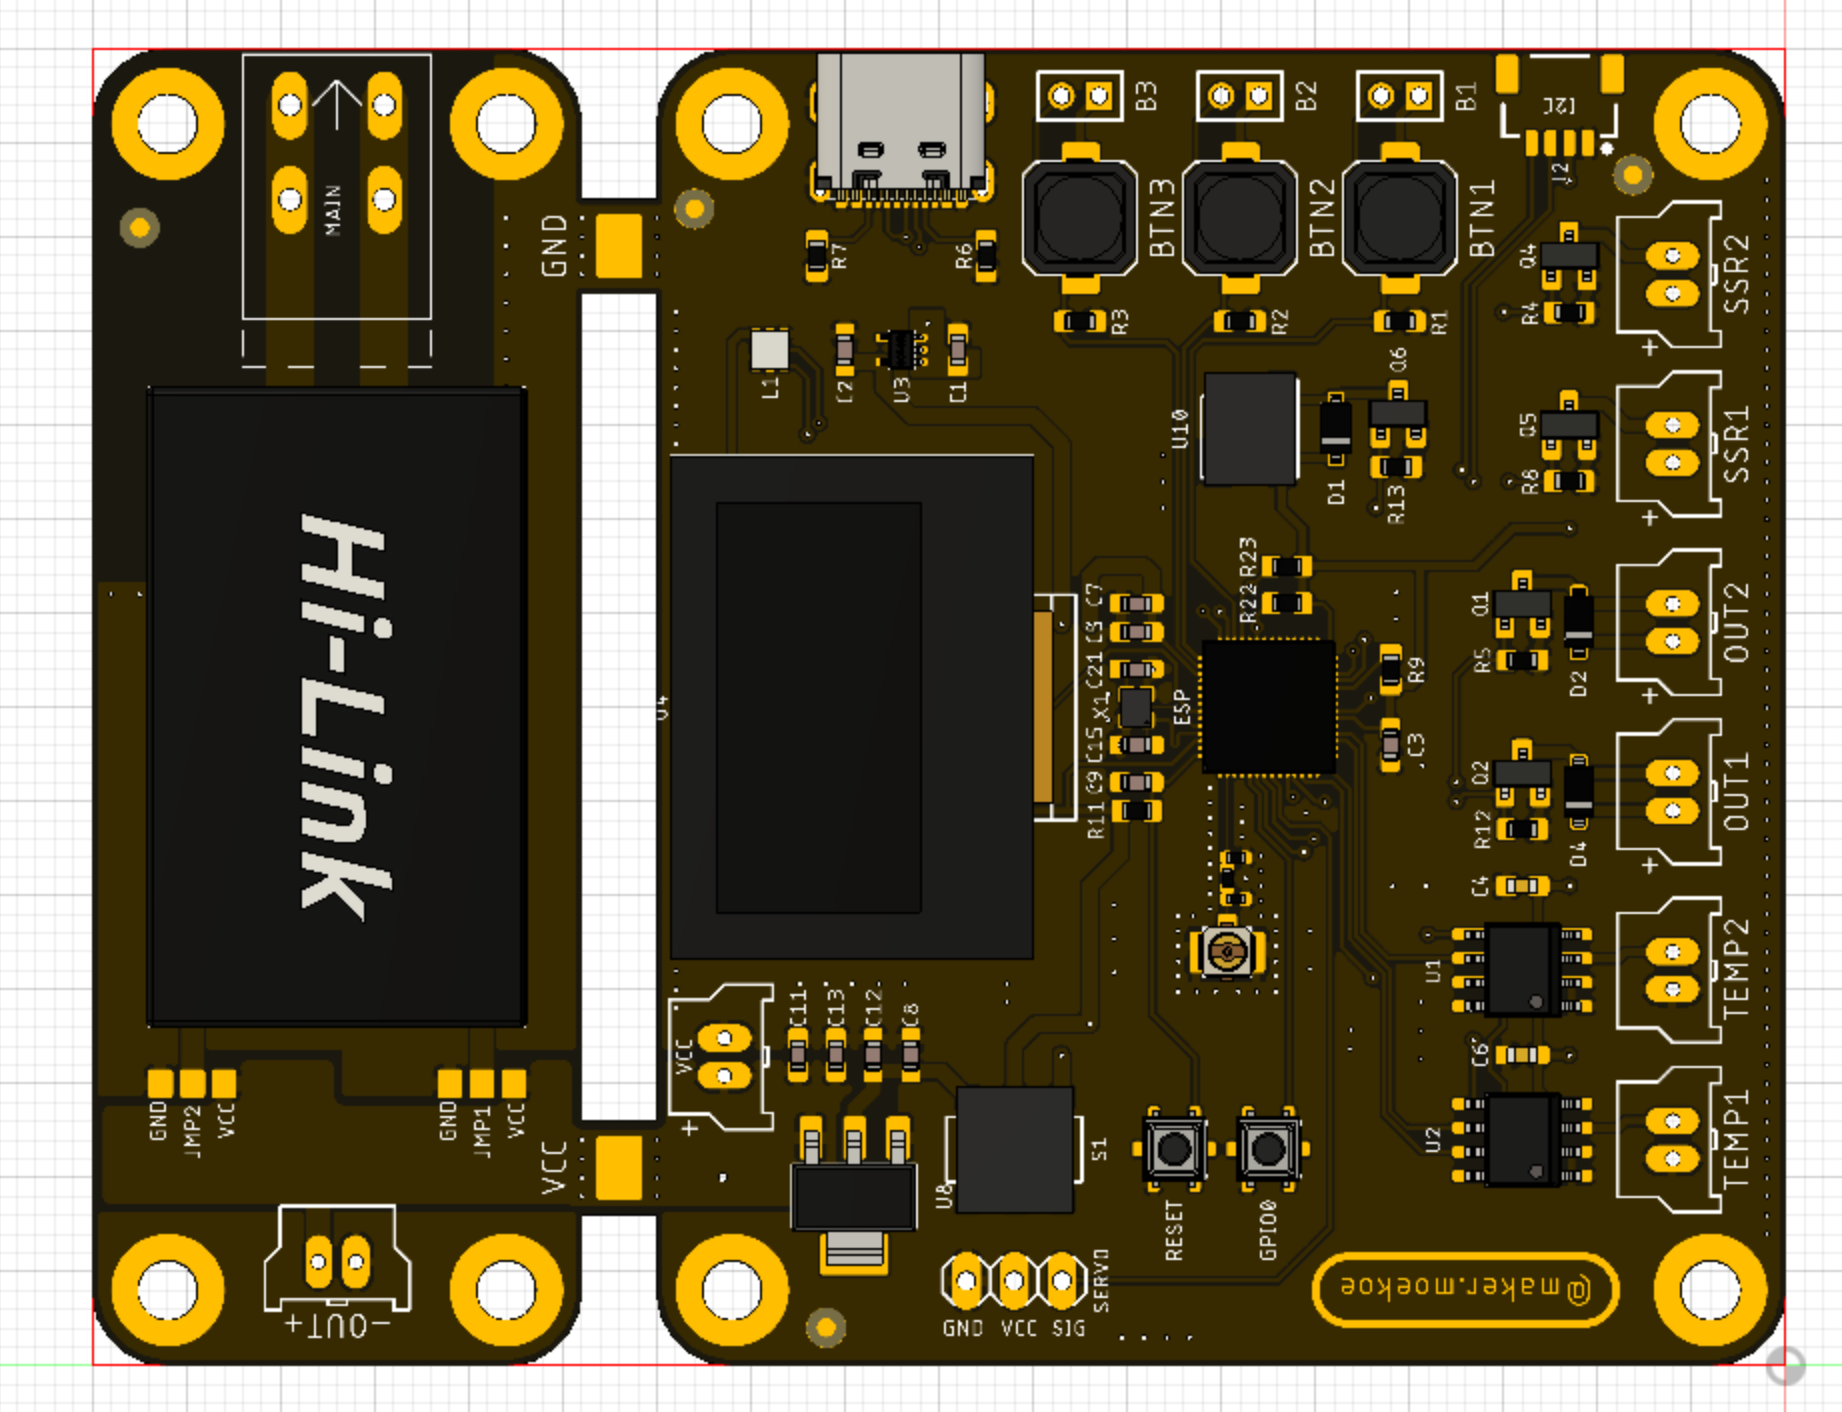 MAIN
GND
Hi-Link
GND
JMP2
VCC
GND
JMP1
VCC
VCC
-OUT+
R7
R6
B3
B2
B1
I2C
J2
BTN3
BTN2
BTN1
R3
R2
R1
L1
C2
U3
C1
U10
D1
Q6
R13
Q4
R4
SSR2
+
Q5
R8
SSR1
+
R23
R22
U4
C7
C5
C21
X1
C15
C9
R11
ESP
R9
C3
Q1
R5
D2
OUT2
+
Q2
R12
D4
OUT1
+
C4
U1
TEMP2
C6
U2
TEMP1
VCC
+
C11
C13
C12
C8
U8
S1
RESET
GPIO0
SERVO
GND VCC SIG
@maker.moekoe